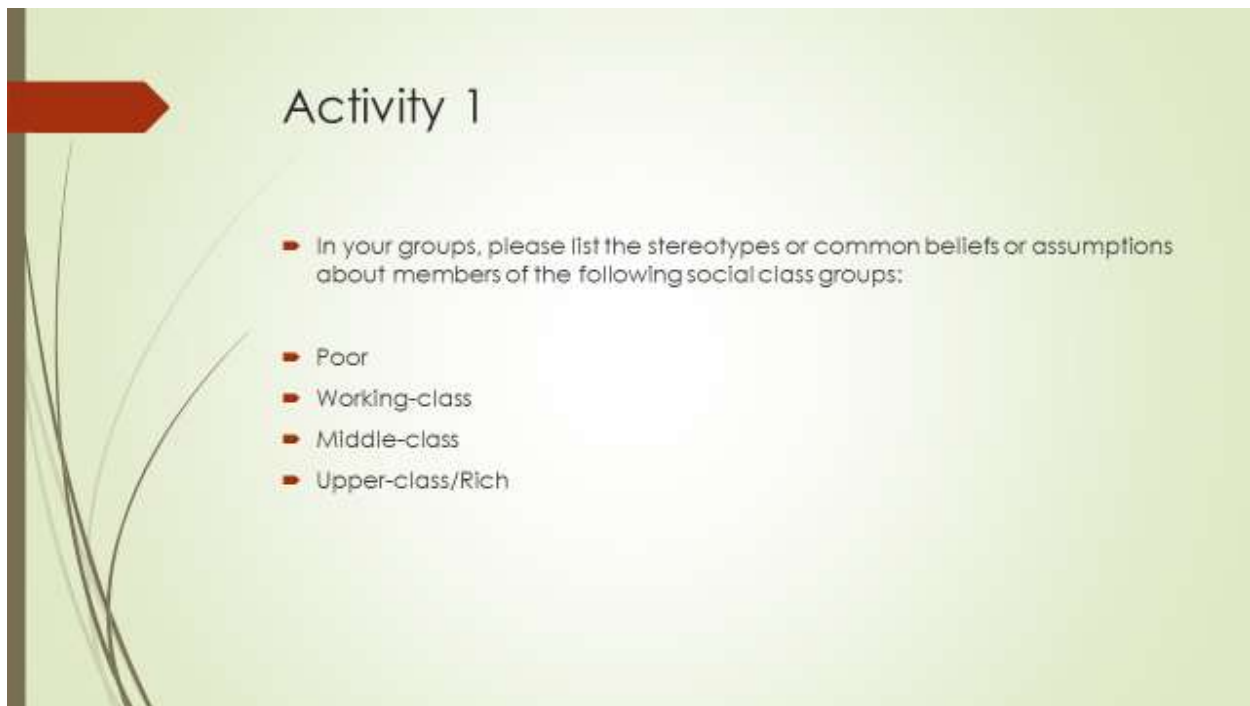 Activity 1
In your groups, please list the stereotypes or common beliefs or assumptions
about members of the following social class groups:
Poor
Working-class
Middle-class
Upper-class/Rich